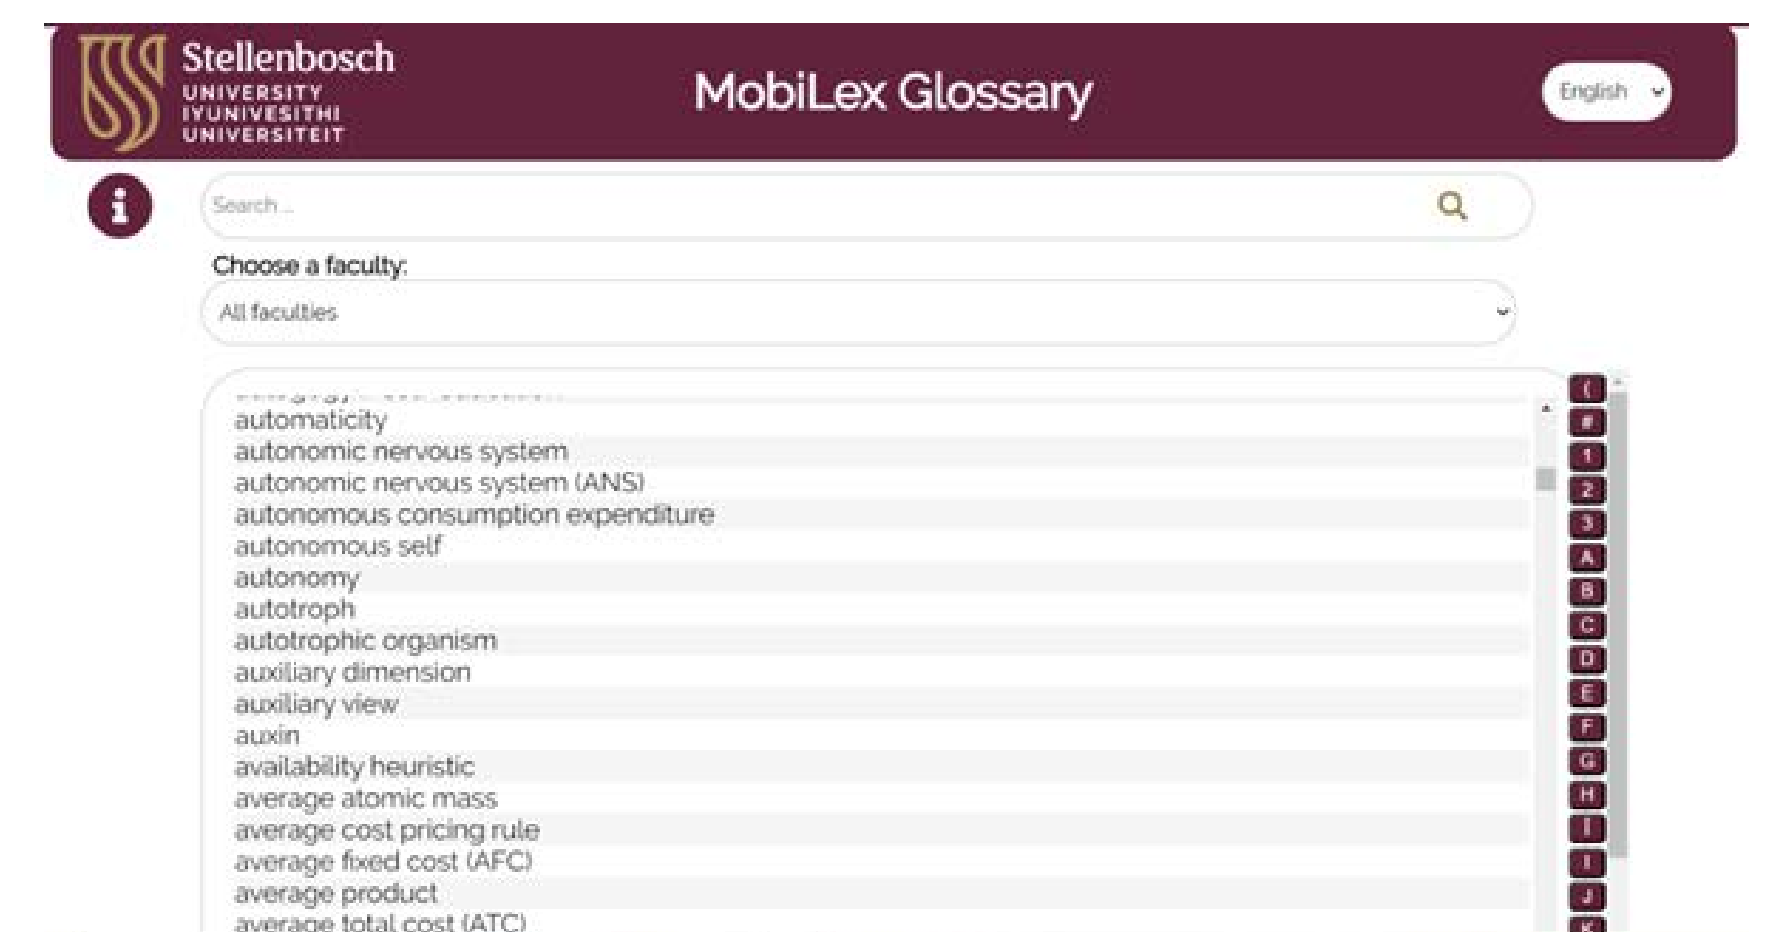 Stellenbosch
UNIVERSITY
IYUNIVESITHI
UNIVERSITEIT
MobiLex Glossary
English
Search ...
Choose a faculty:
All faculties
automaticity
autonomic nervous system
autonomic nervous system (ANS)
autonomous consumption expenditure
autonomous self
autonomy
autotroph
autotrophic organism
auxiliary dimension
auxiliary view
auxin
availability heuristic
average atomic mass
average cost pricing rule
average fixed cost (AFC)
average product
average total cost (ATC)
(
#
1
2
3
A
B
C
D
E
F
G
H
I
I
J
K